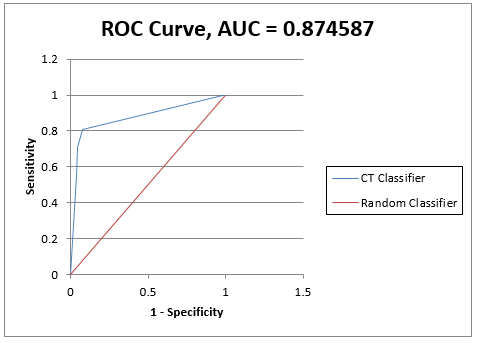 ROC Curve, AUC = 0.874587
1.2
1
0.8
0.6
0.4
0.2
0
Sensitivity
0 0.5 1 1.5
1 - Specificity
CT Classifier
Random Classifier